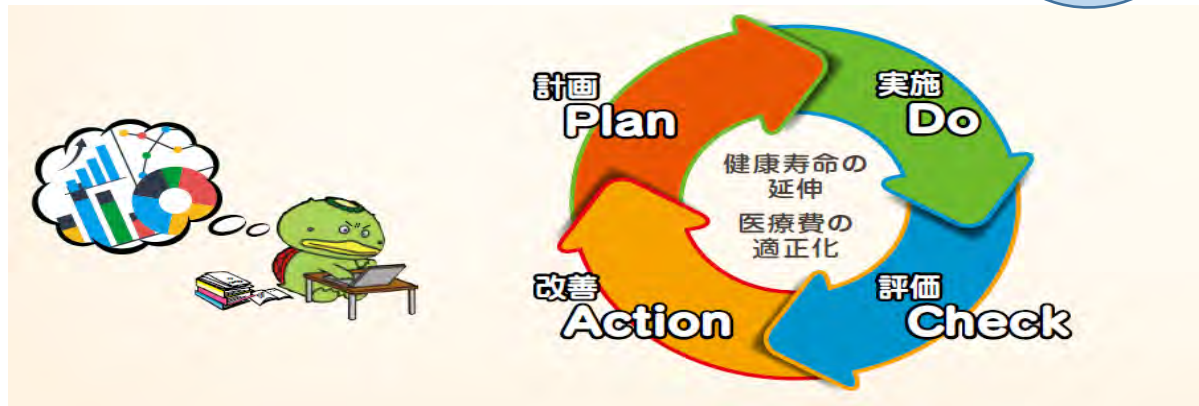 計画
Plan
実施
Do
健康寿命の
延伸
医療費の
適正化
改善
Action
評価
Check